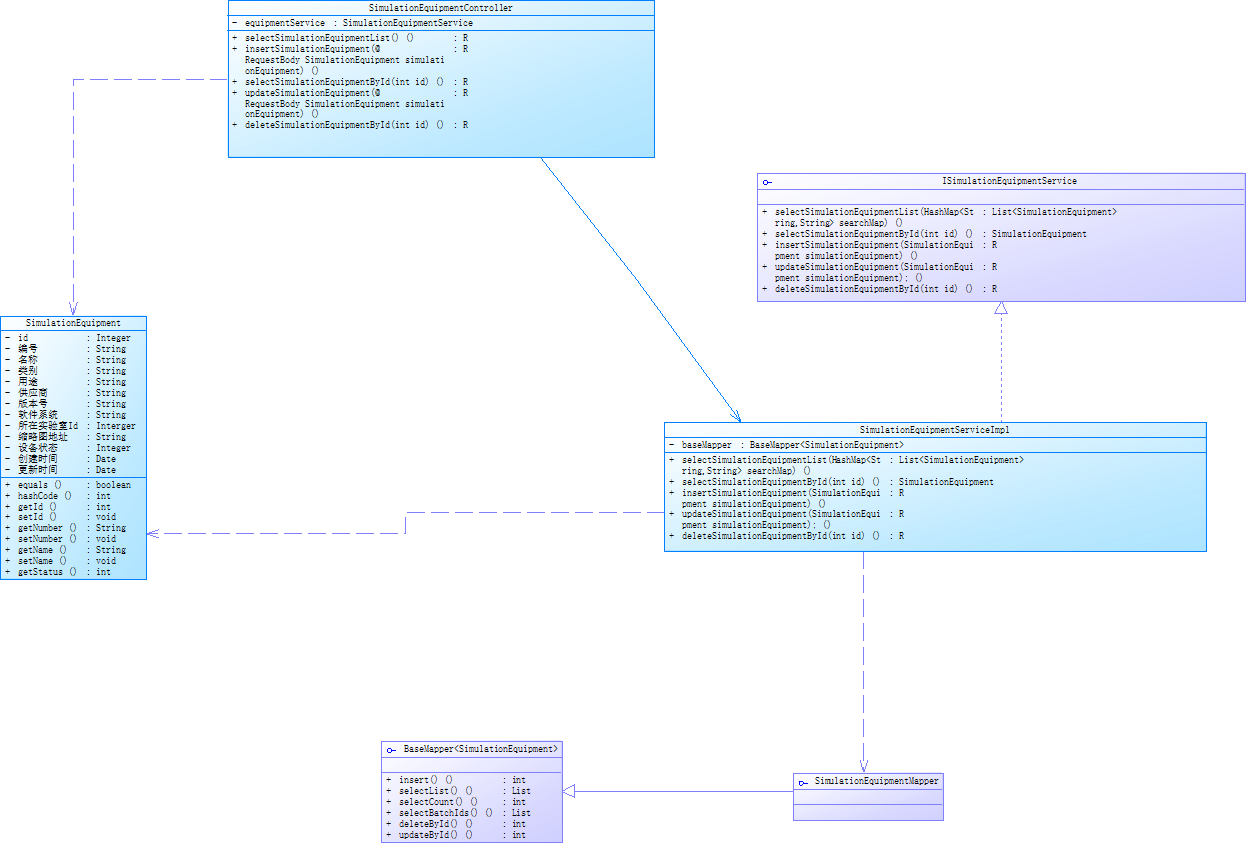 SimulationEquipmentController
- equipmentService : SimulationEquipmentService
+ selectSimulationEquipmentList() () : R
+ insertSimulationEquipment(@ : R
RequestBody SimulationEquipment simulati
onEquipment) ()
+ selectSimulationEquipmentById(int id) () : R
+ updateSimulationEquipment(@ : R
RequestBody SimulationEquipment simulati
onEquipment) ()
+ deleteSimulationEquipmentById(int id) () : R
ISimulationEquipmentService
+ selectSimulationEquipmentList(HashMap<St : List<SimulationEquipment>
ring,String> searchMap) ()
+ selectSimulationEquipmentById(int id) () : SimulationEquipment
+ insertSimulationEquipment(SimulationEqui : R
pment simulationEquipment) ()
+ updateSimulationEquipment(SimulationEqui : R
pment simulationEquipment); ()
+ deleteSimulationEquipmentById(int id) () : R
SimulationEquipment
- id : Integer
- 编号 : String
- 名称 : String
- 类别 : String
- 用途 : String
- 供应商 : String
- 版本号 : String
- 软件系统 : String
- 所在实验室Id : Interger
- 缩略图地址 : String
- 设备状态 : Integer
- 创建时间 : Date
- 更新时间 : Date
+ equals () : boolean
+ hashCode () : int
+ getId () : int
+ setId () : void
+ getNumber () : String
+ setNumber () : void
+ getName () : String
+ setName () : void
+ getStatus () : int
SimulationEquipmentServiceImpl
- baseMapper : BaseMapper<SimulationEquipment>
+ selectSimulationEquipmentList(HashMap<St : List<SimulationEquipment>
ring,String> searchMap) ()
+ selectSimulationEquipmentById(int id) () : SimulationEquipment
+ insertSimulationEquipment(SimulationEqui : R
pment simulationEquipment) ()
+ updateSimulationEquipment(SimulationEqui : R
pment simulationEquipment); ()
+ deleteSimulationEquipmentById(int id) () : R
BaseMapper<SimulationEquipment>
+ insert() () : int
+ selectList() () : List
+ selectCount() () : int
+ selectBatchIds() () : List
+ deleteById() () : int
+ updateById() () : int
SimulationEquipmentMapper